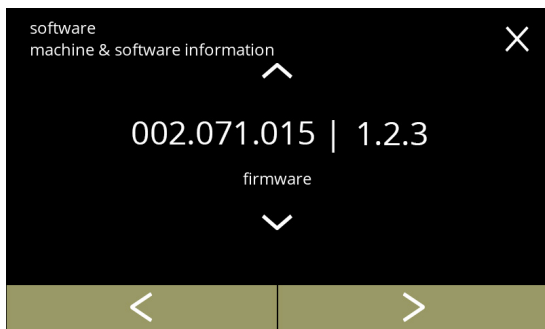 software
machine & software information
002.071.015 | 1.2.3
firmware